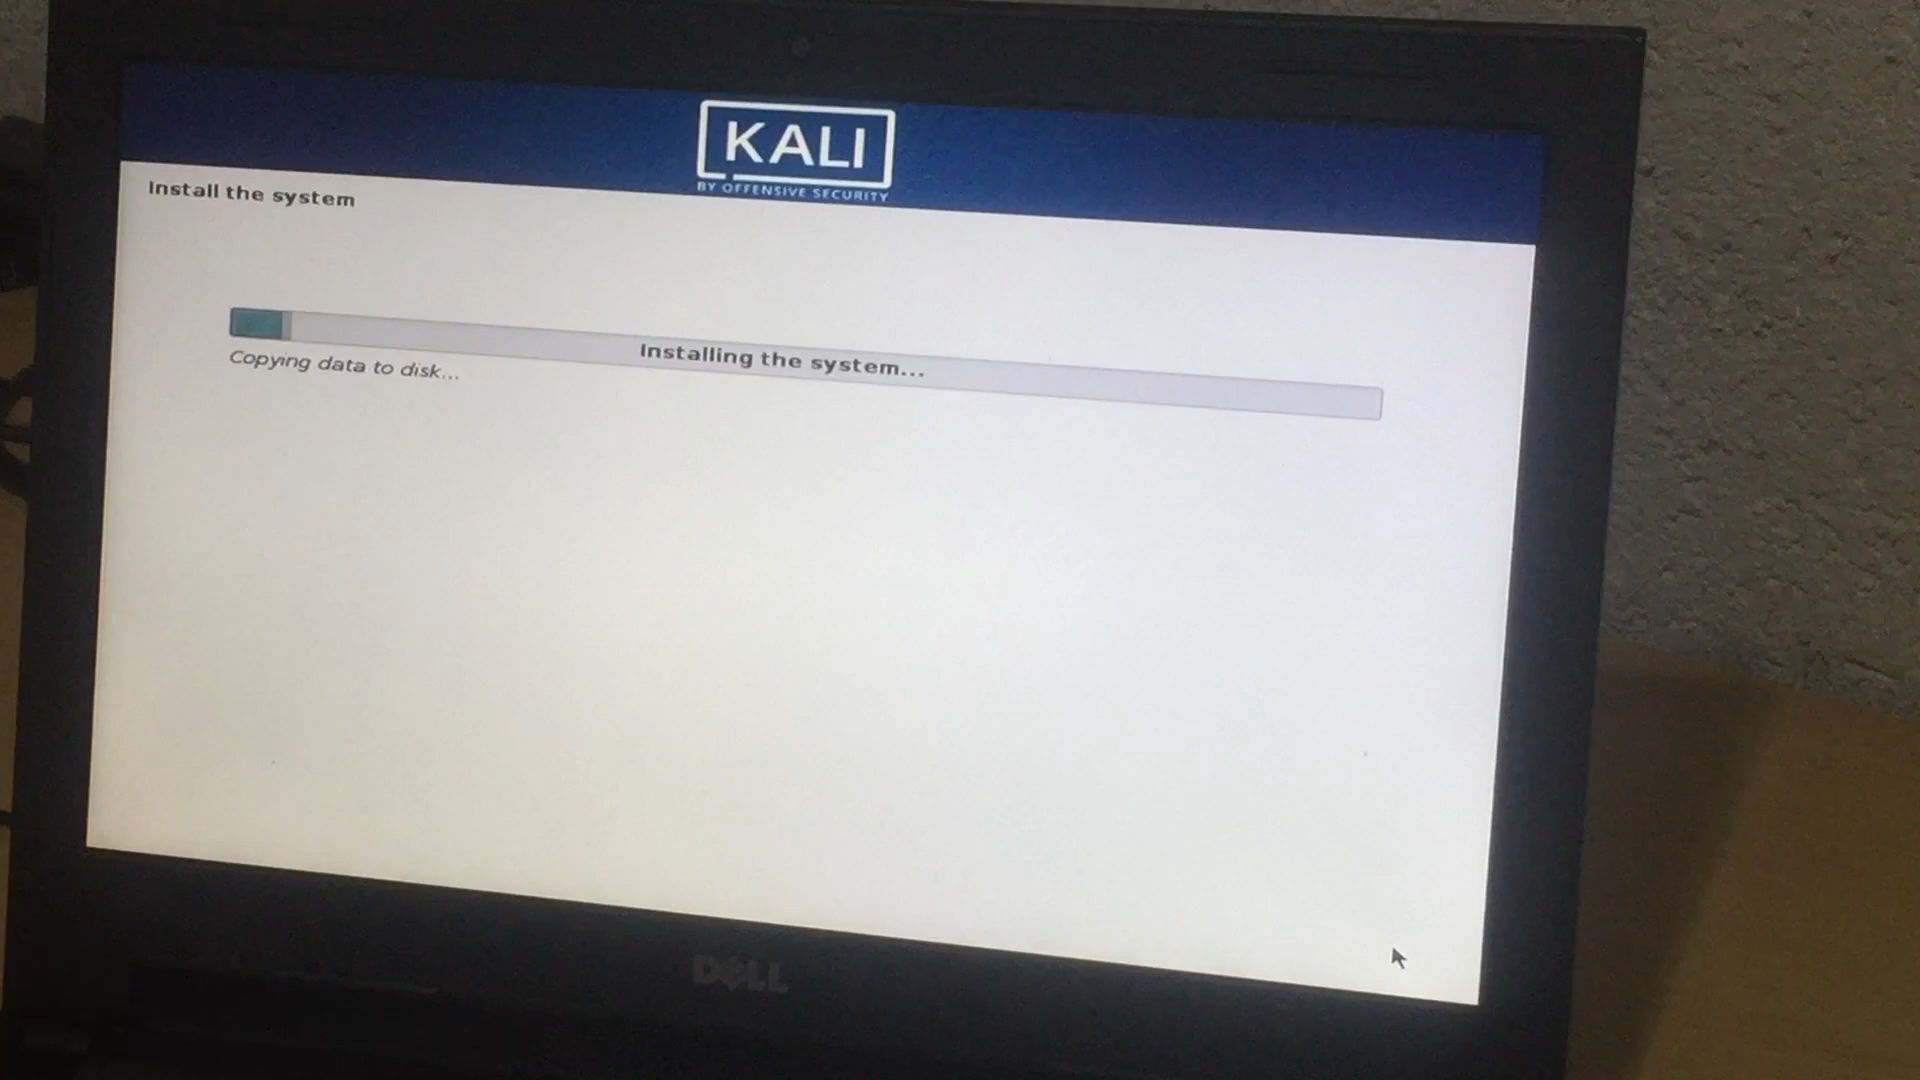 KALI
BY OFFENSIVE SECURITY
Install the system
Installing the system...
Copying data to disk...
DELL